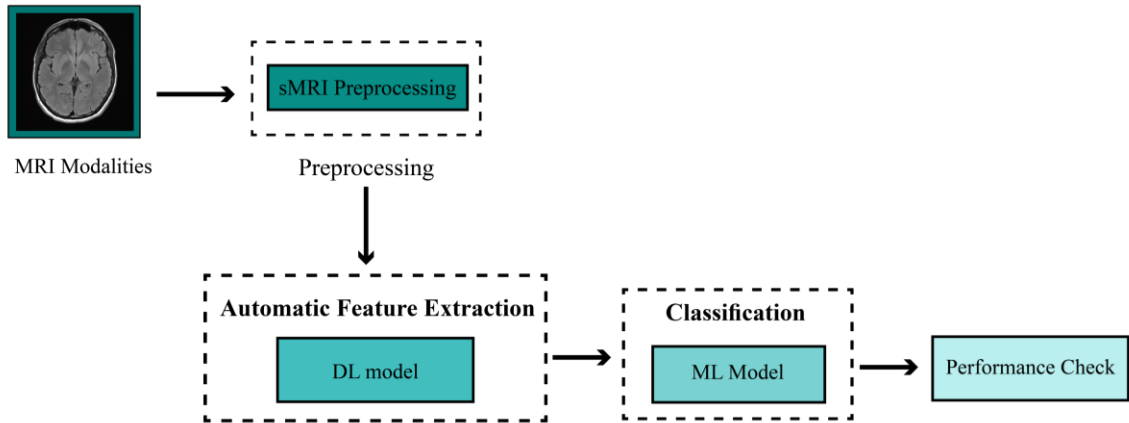 sMRI Preprocessing
MRI Modalities
Preprocessing
Automatic Feature Extraction
DL model
Classification
ML Model
Performance Check